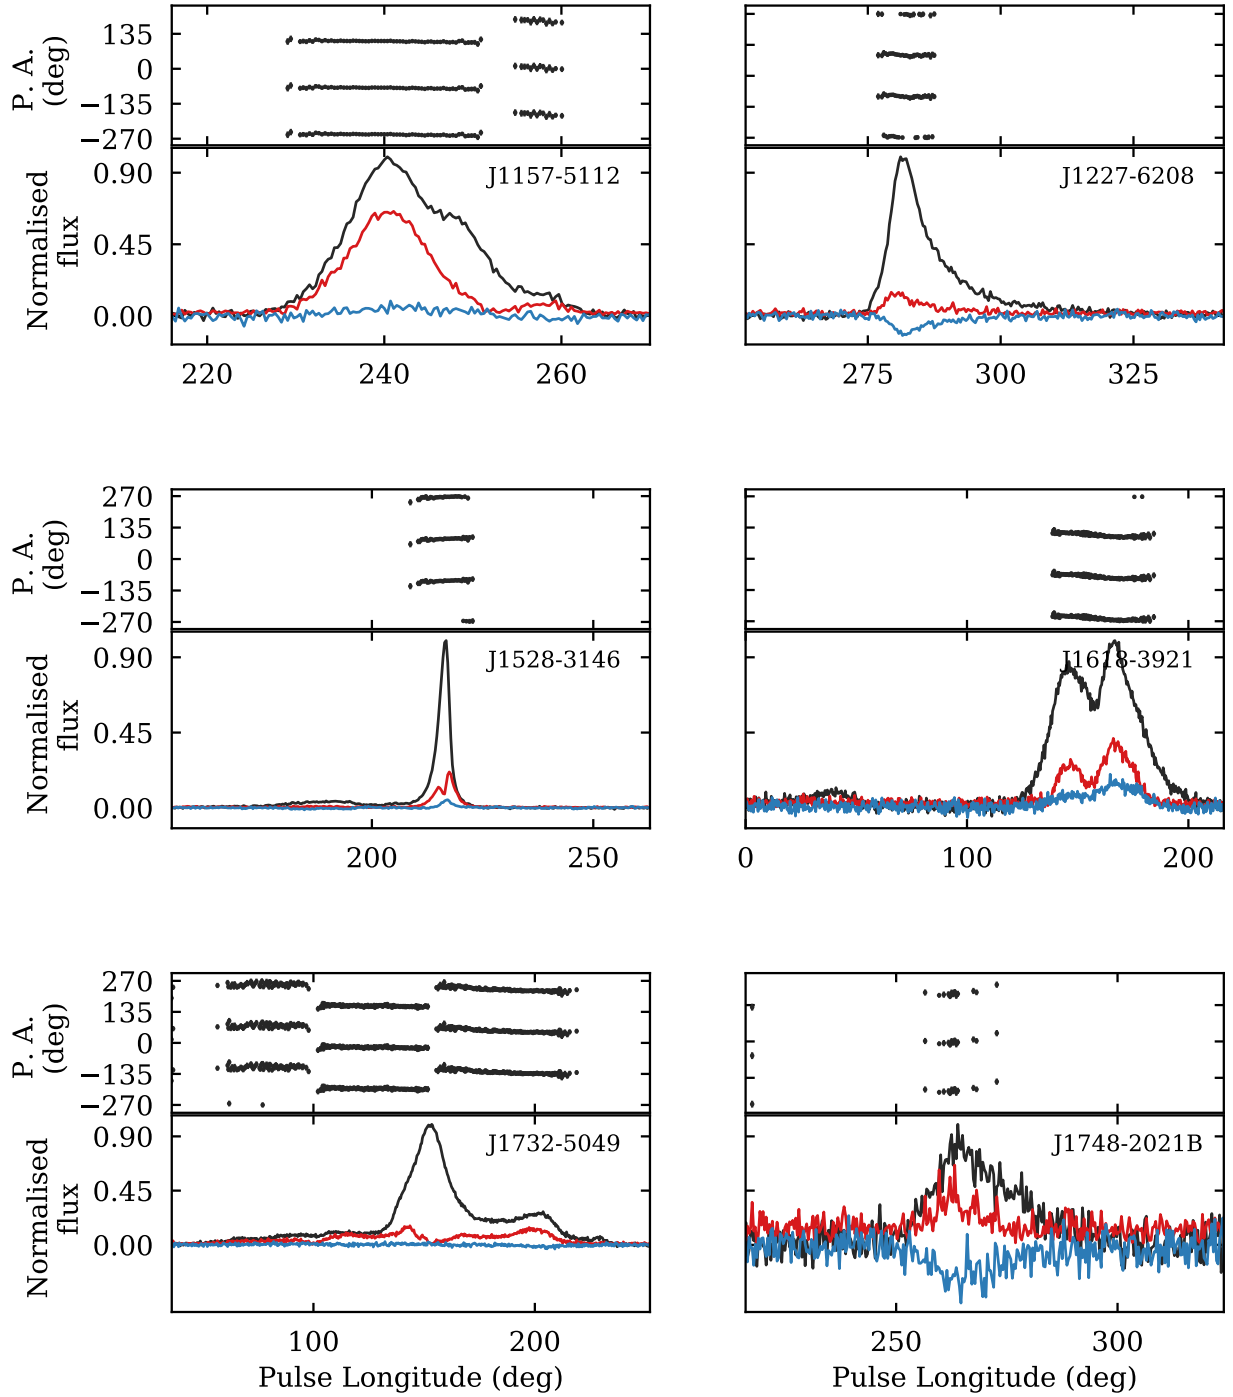 P. A.
(deg)
135
0
−135
−270
Normalised
flux
0.90
0.45
0.00
J1157-5112
220
240
260
J1227-6208
275
300
325
P. A.
(deg)
270
135
0
−135
−270
Normalised
flux
0.90
0.45
0.00
J1528-3146
200
250
J1618-3921
0
100
200
P. A.
(deg)
270
135
0
−135
−270
Normalised
flux
0.90
0.45
0.00
J1732-5049
100
200
Pulse Longitude (deg)
J1748-2021B
250
300
Pulse Longitude (deg)